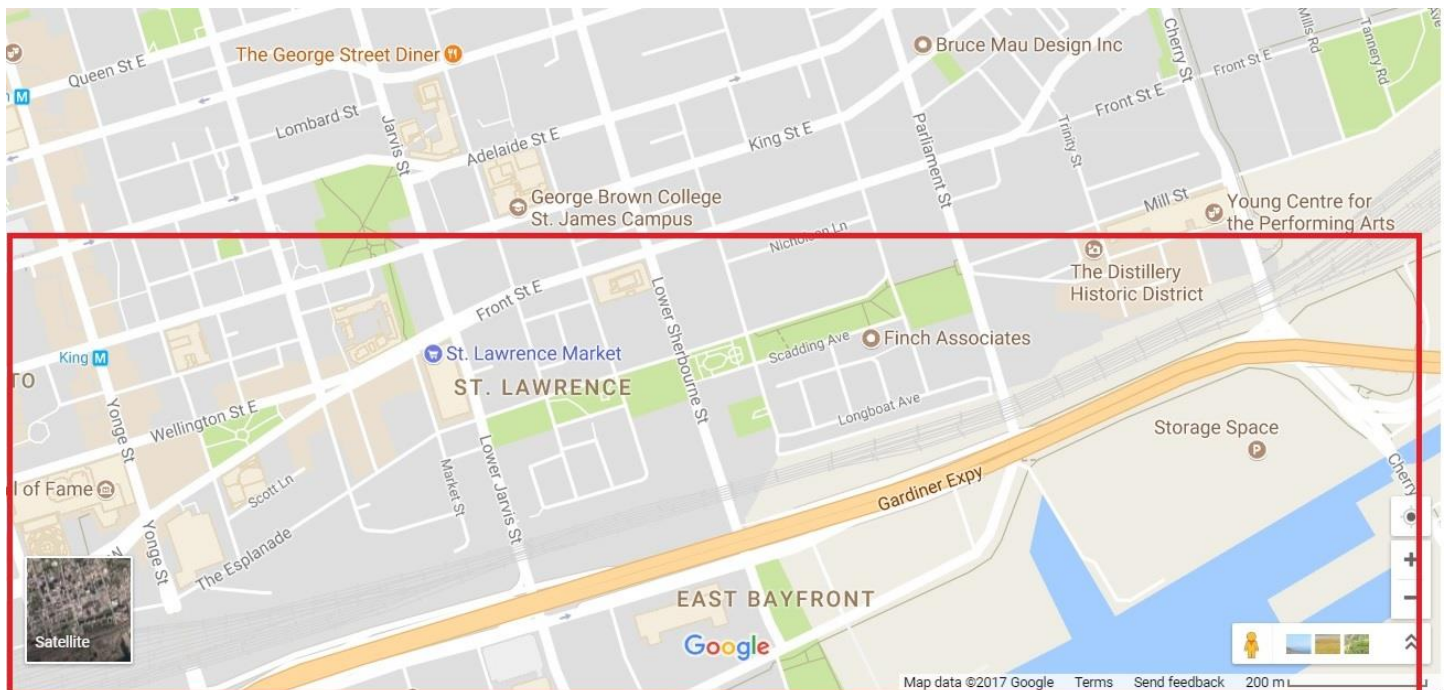 The George Street Diner
Queen St E
M
Lombard St
Jarvis St
Adelaide St E
King St E
Bruce Mau Design Inc
Parliament St
Cherry St
Mills Rd
Tannery Rd
Ave
Front St E
Front St E
Trinity St
Mill St
George Brown College
St. James Campus
Young Centre for
the Performing Arts
Nicholson Ln
The Distillery
Historic District
Front St E
Lower Sherbourne St
St. Lawrence Market
ST. LAWRENCE
Scadding Ave
Finch Associates
King M
TO
Yonge St
Wellington St E
Longboat Ave
Storage Space
P
Cherry
l of Fame
Scott Ln
Market St
Lower Jarvis St
Gardiner Expy
Yonge St
The Esplanade
W
EAST BAYFRONT
Satellite
Google
+
−
Map data ©2017 Google Terms Send feedback 200 m